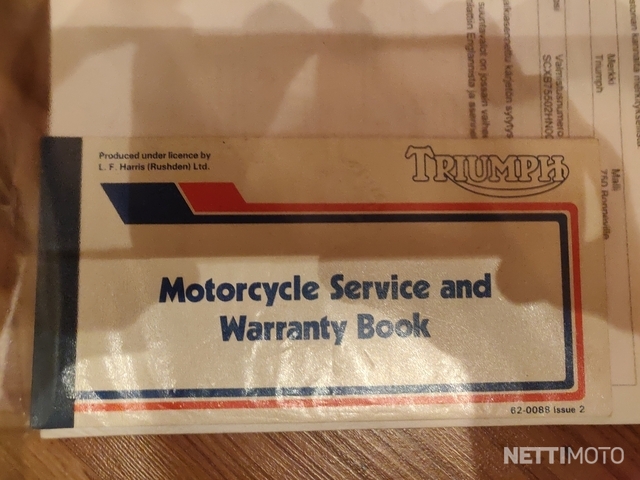 Produced under licence by
L. F. Harris (Rushden) Ltd.
TRIUMPH
Motorcycle Service and
Warranty Book
62-0088 issue 2
Merkki
Triumph
Malli
750 Bonneville
Valmistusnumero
NETTIMOTO